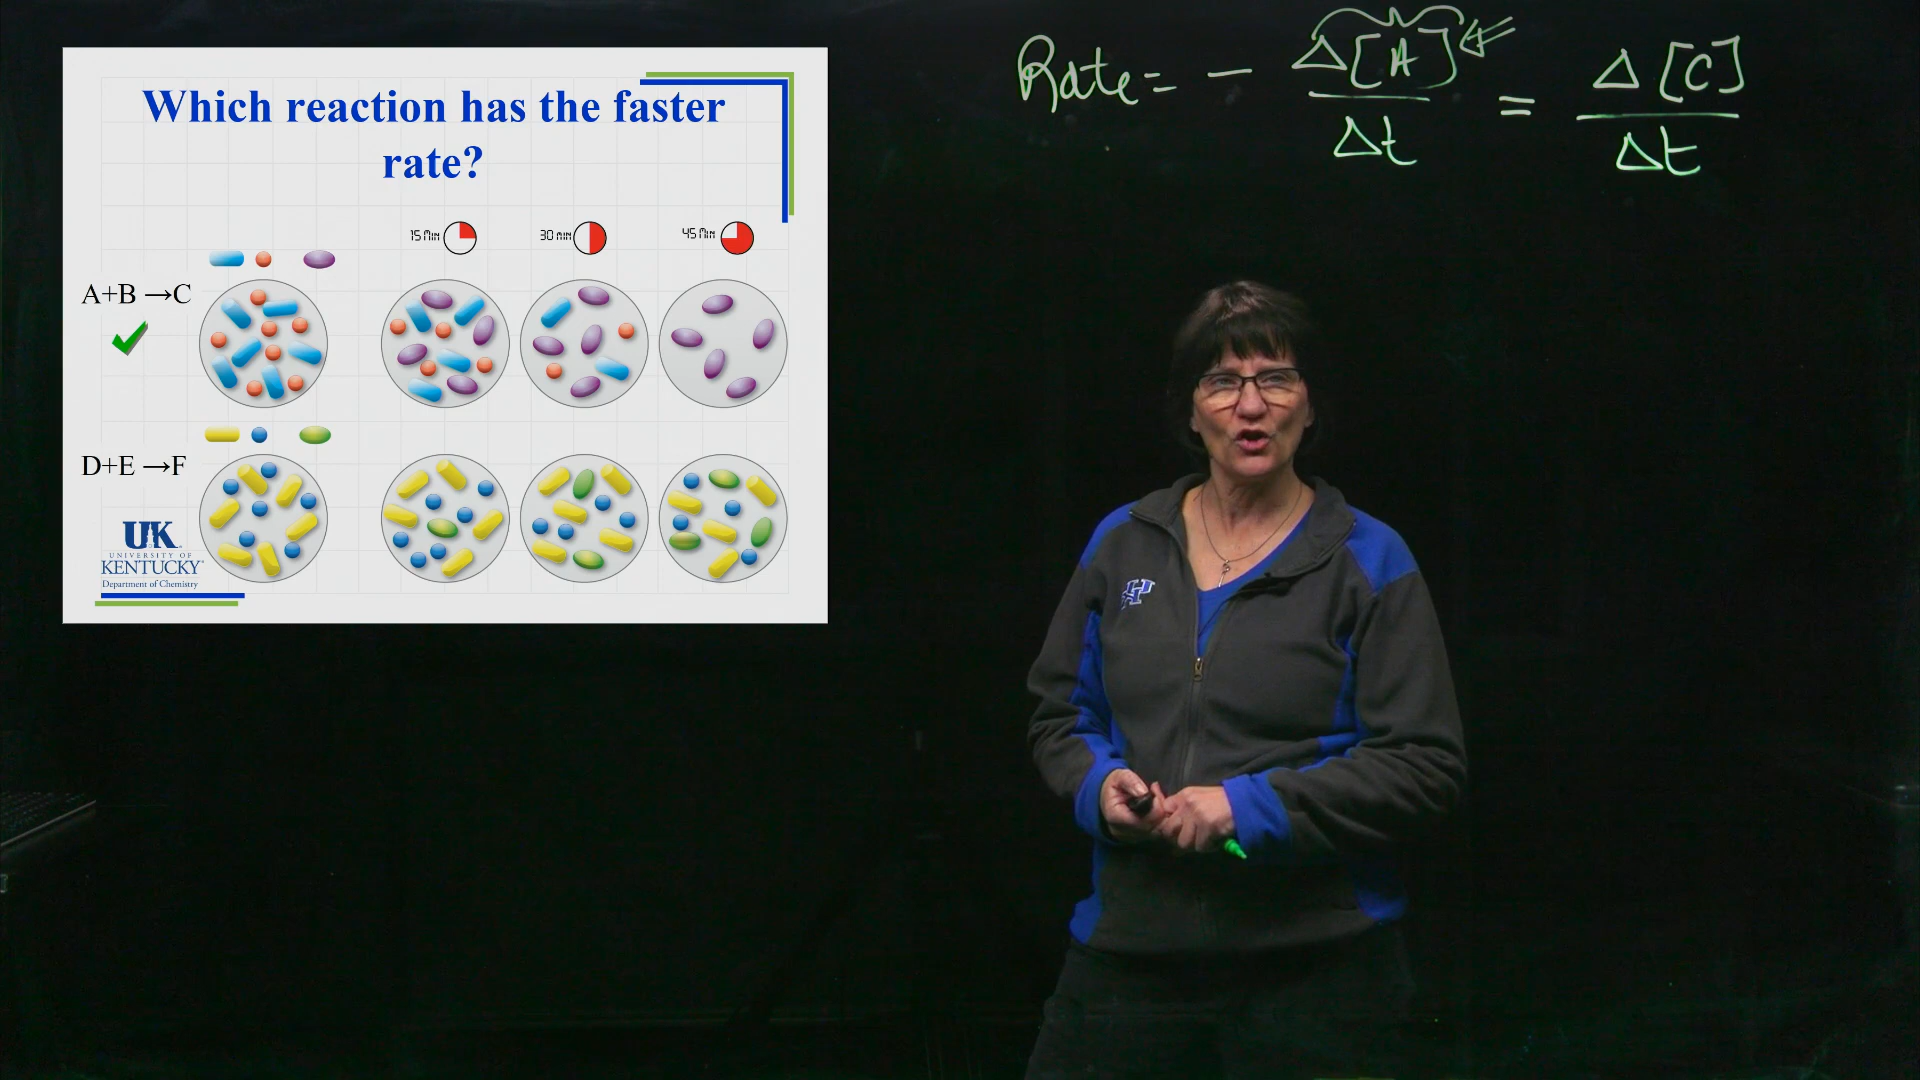 Which reaction has the faster
rate?
15 MIN
30 MIN
45 MIN
A+B →C
D+E →F
UK
UNIVERSITY OF
KENTUCKY
Department of Chemistry
Rate = - Δ[A]/Δt = Δ[C]/Δt